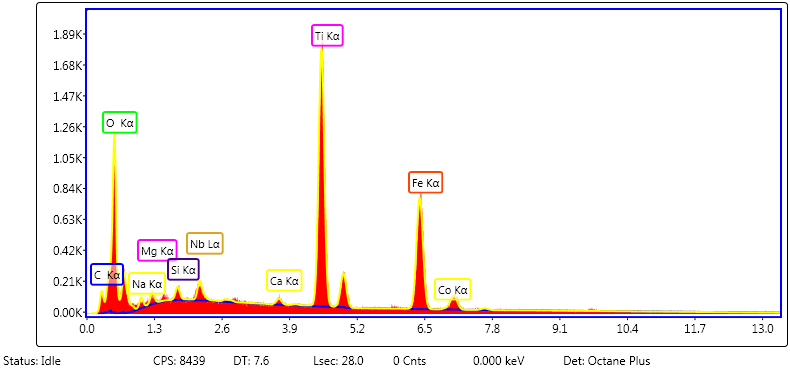 1.89K
1.68K
1.47K
1.26K
1.05K
0.84K
0.63K
0.42K
0.21K
0.00K
Ti Kα
O Kα
Fe Kα
Nb Lα
Mg Kα
Si Kα
C Kα
Na Kα
Ca Kα
Co Kα
0.0 1.3 2.6 3.9 5.2 6.5 7.8 9.1 10.4 11.7 13.0
Status: Idle CPS: 8439 DT: 7.6 Lsec: 28.0 0 Cnts 0.000 keV Det: Octane Plus